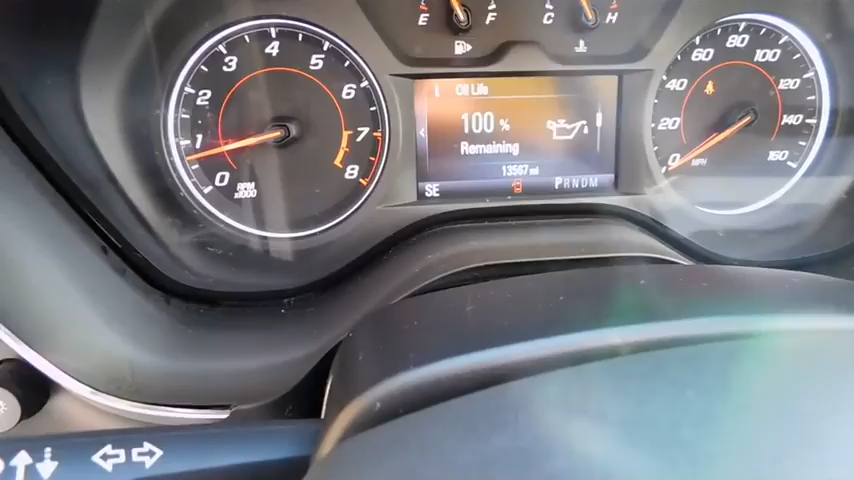 E F C H
0 1 2 3 4 5 6 7 8
RPM
x1000
i Oil Life
100%
Remaining
13567 mi
SE PRNDM
0 20 40 60 80 100 120 140 160
MPH